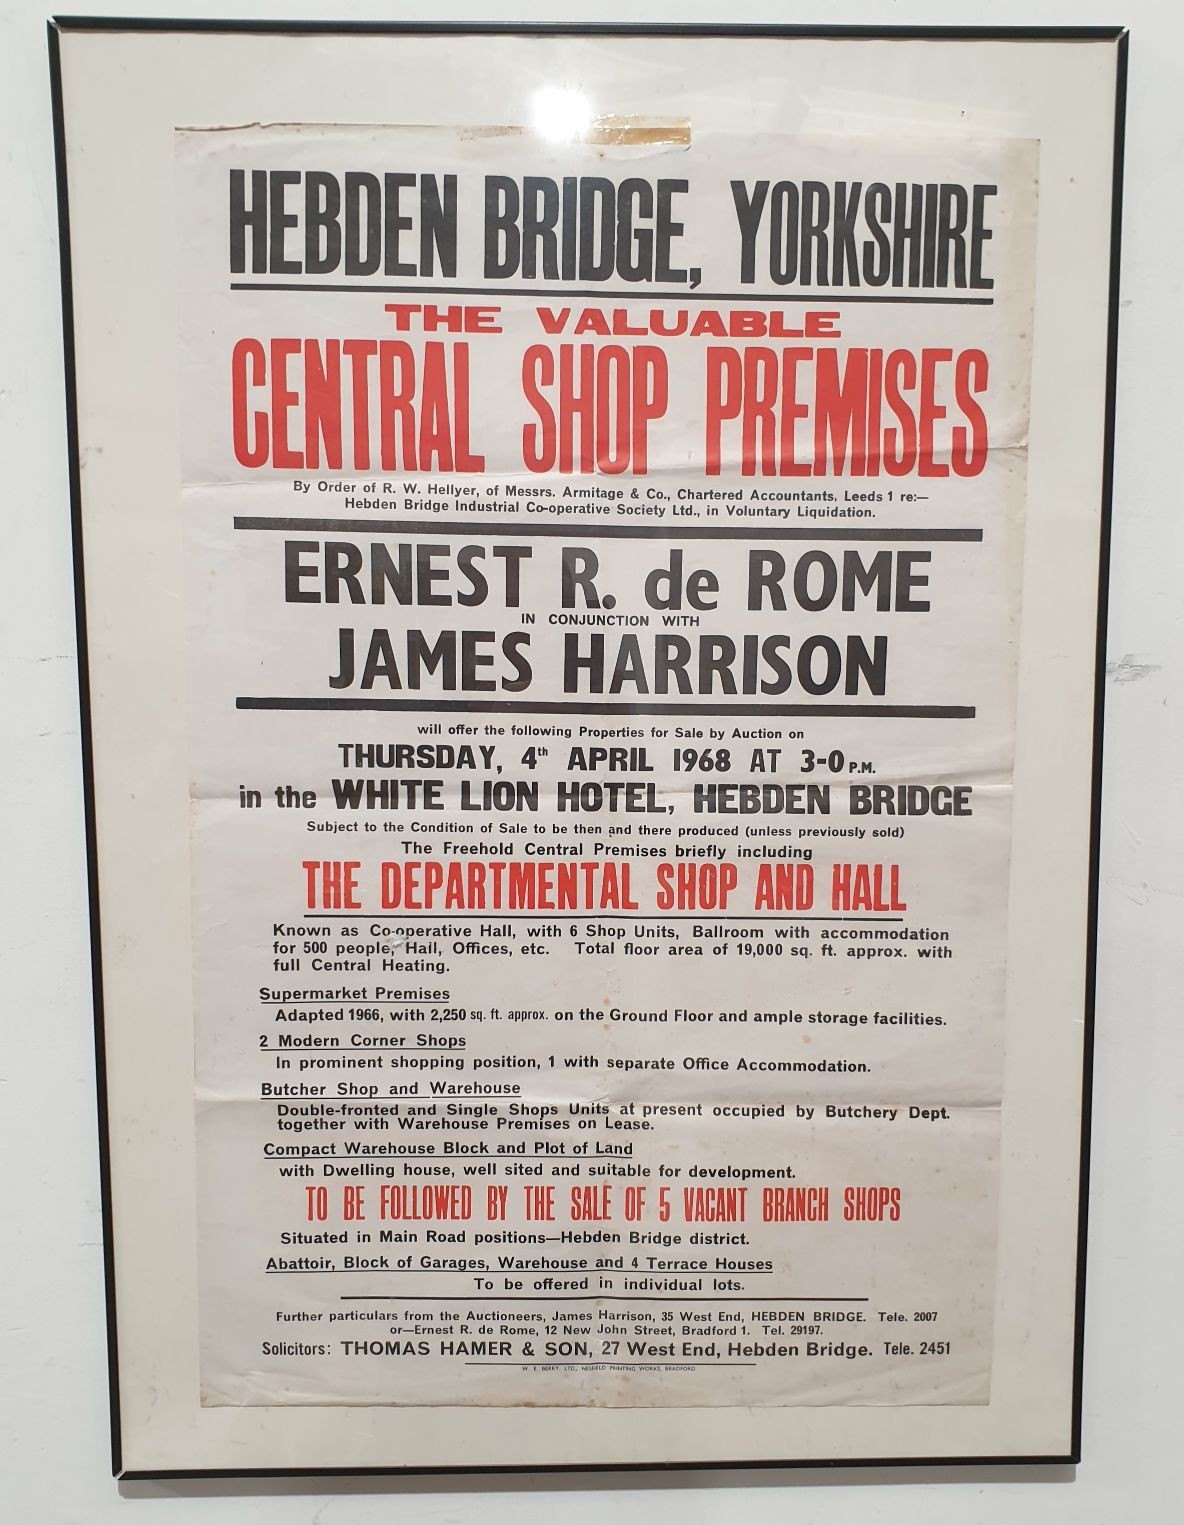 HEBDEN BRIDGE, YORKSHIRE
THE VALUABLE
CENTRAL SHOP PREMISES
By Order of R. W. Hellyer, of Messrs. Armitage & Co., Chartered Accountants, Leeds 1 re:—
Hebden Bridge Industrial Co-operative Society Ltd., in Voluntary Liquidation.
ERNEST R. de ROME
IN CONJUNCTION WITH
JAMES HARRISON
will offer the following Properties for Sale by Auction on
THURSDAY, 4th APRIL 1968 AT 3-0 P.M.
in the WHITE LION HOTEL, HEBDEN BRIDGE
Subject to the Condition of Sale to be then and there produced (unless previously sold)
The Freehold Central Premises briefly including
THE DEPARTMENTAL SHOP AND HALL
Known as Co-operative Hall, with 6 Shop Units, Ballroom with accommodation
for 500 people, Hall, Offices, etc. Total floor area of 19,000 sq. ft. approx. with
full Central Heating.
Supermarket Premises
Adapted 1966, with 2,250 sq. ft. approx. on the Ground Floor and ample storage facilities.
2 Modern Corner Shops
In prominent shopping position, 1 with separate Office Accommodation.
Butcher Shop and Warehouse
Double-fronted and Single Shops Units at present occupied by Butchery Dept.
together with Warehouse Premises on Lease.
Compact Warehouse Block and Plot of Land
with Dwelling house, well sited and suitable for development.
TO BE FOLLOWED BY THE SALE OF 5 VACANT BRANCH SHOPS
Situated in Main Road positions—Hebden Bridge district.
Abattoir, Block of Garages, Warehouse and 4 Terrace Houses
To be offered in individual lots.
Further particulars from the Auctioneers, James Harrison, 35 West End, HEBDEN BRIDGE. Tele. 2007
or—Ernest R. de Rome, 12 New John Street, Bradford 1. Tel. 29197.
Solicitors: THOMAS HAMER & SON, 27 West End, Hebden Bridge. Tele. 2451
W. E. BERRY, LTD., NESFIELD PRINTING WORKS, BRADFORD